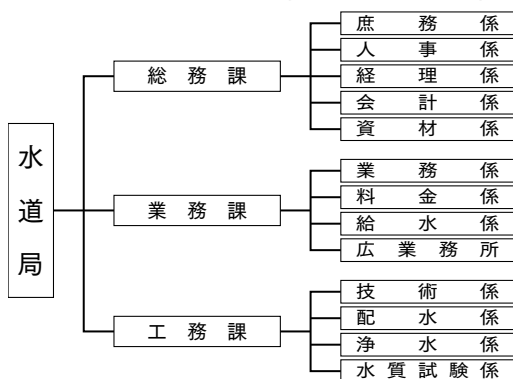 水道局
総務課
庶務係
人事係
経理係
会計係
資材係
業務課
業務係
料金係
給水係
広業務所
工務課
技術係
配水係
浄水係
水質試験係